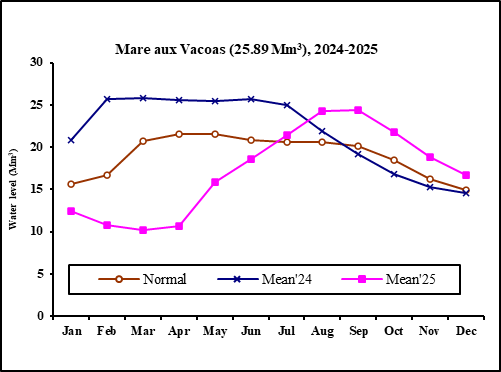 Mare aux Vacoas (25.89 Mm³), 2024-2025
Water level (Mm³)
30
25
20
15
10
5
0
Normal Mean'24 Mean'25
Jan Feb Mar Apr May Jun Jul Aug Sep Oct Nov Dec